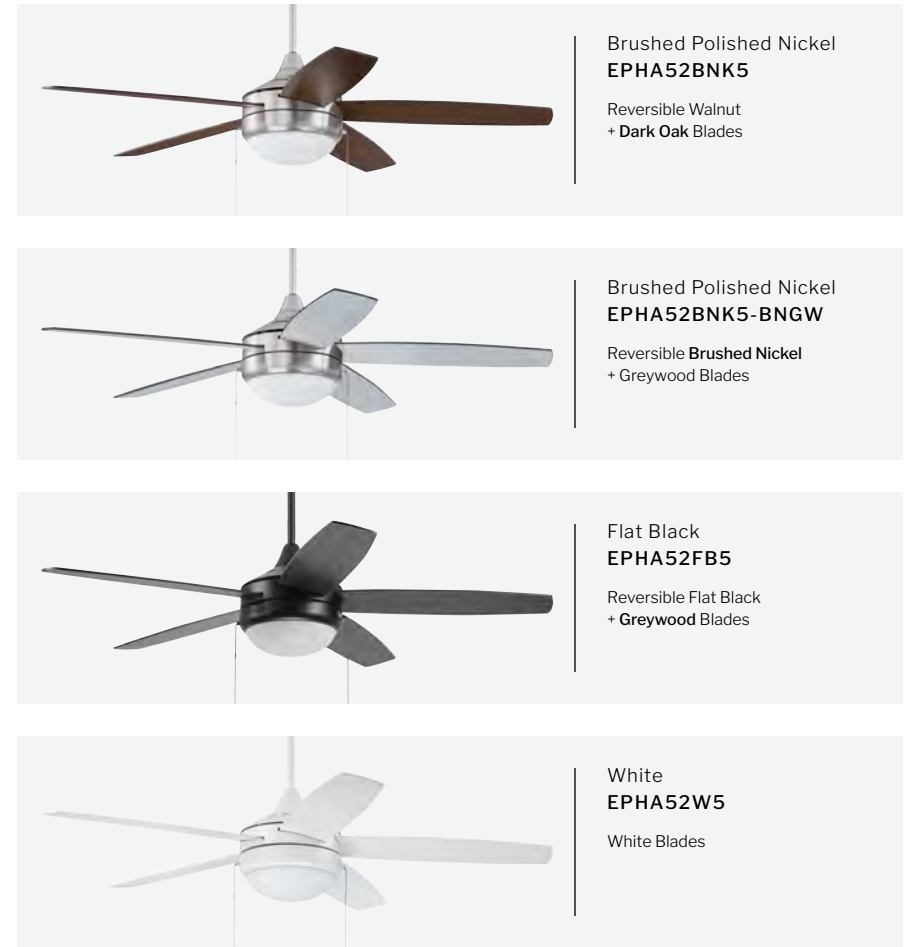 Brushed Polished Nickel
EPHA52BNK5
Reversible Walnut
+ Dark Oak Blades
Brushed Polished Nickel
EPHA52BNK5-BNGW
Reversible Brushed Nickel
+ Greywood Blades
Flat Black
EPHA52FB5
Reversible Flat Black
+ Greywood Blades
White
EPHA52W5
White Blades